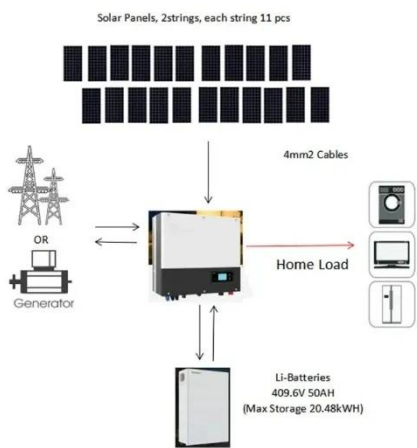 Solar Panels, 2strings, each string 11 pcs
4mm2 Cables
OR
Generator
Home Load
Li-Batteries
409.6V 50AH
(Max Storage 20.48kWH)